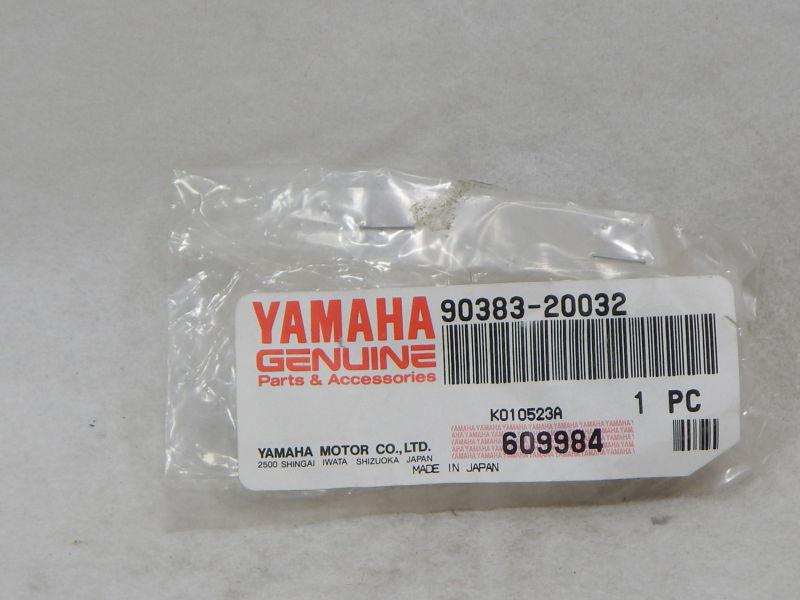 YAMAHA
GENUINE
Parts & Accessories
90383-20032
1 PC
K010523A
609984
YAMAHA MOTOR CO.,LTD.
2500 SHINGAI IWATA SHIZUOKA JAPAN
MADE IN JAPAN